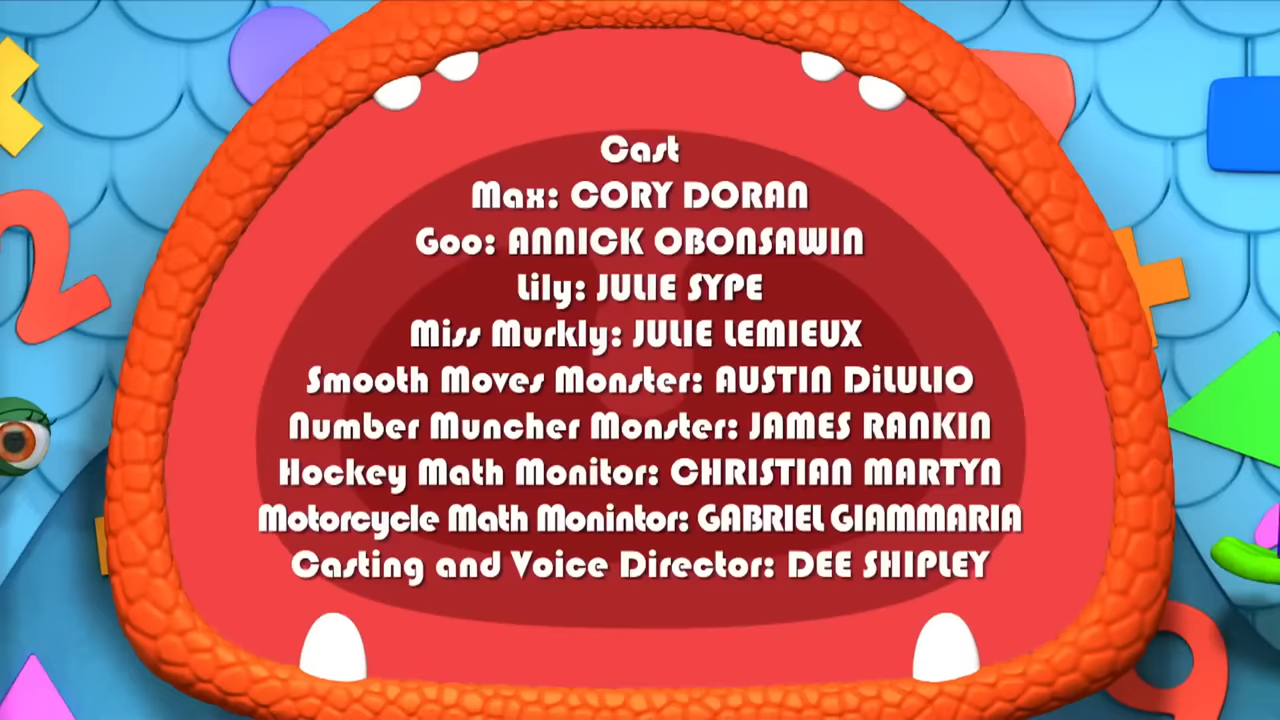 2
Cast
Max: CORY DORAN
Goo: ANNICK OBONSAWIN
Lily: JULIE SYPE
Miss Murkly: JULIE LEMIEUX
Smooth Moves Monster: AUSTIN DiLULIO
Number Muncher Monster: JAMES RANKIN
Hockey Math Monitor: CHRISTIAN MARTYN
Motorcycle Math Monintor: GABRIEL GIAMMARIA
Casting and Voice Director: DEE SHIPLEY
9